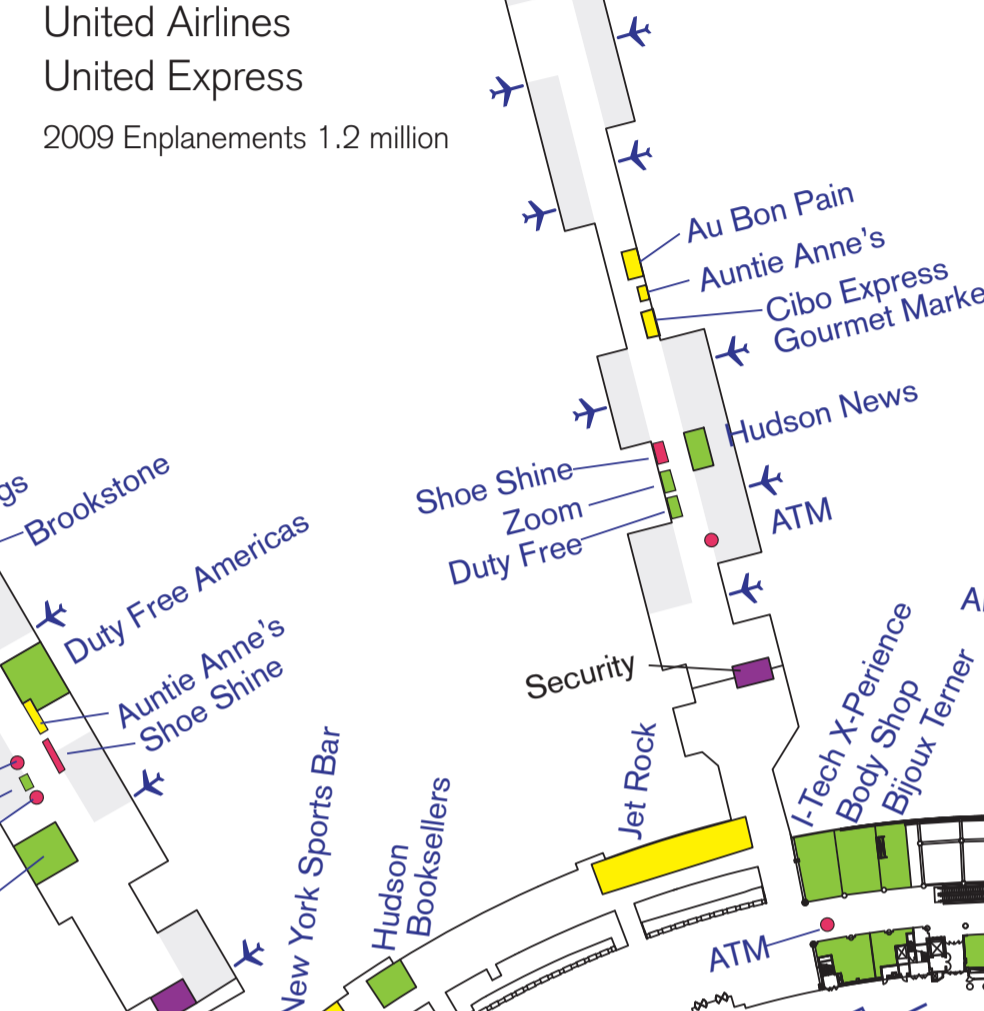 United Airlines
United Express
2009 Enplanements 1.2 million
Au Bon Pain
Auntie Anne's
Cibo Express
Gourmet Marke
Hudson News
Shoe Shine
Zoom
Duty Free
ATM
gs
Brookstone
Duty Free Americas
Auntie Anne's
Shoe Shine
Security
Jet Rock
I-Tech X-Perience
Body Shop
Bijoux Terner
New York Sports Bar
Hudson
Booksellers
ATM